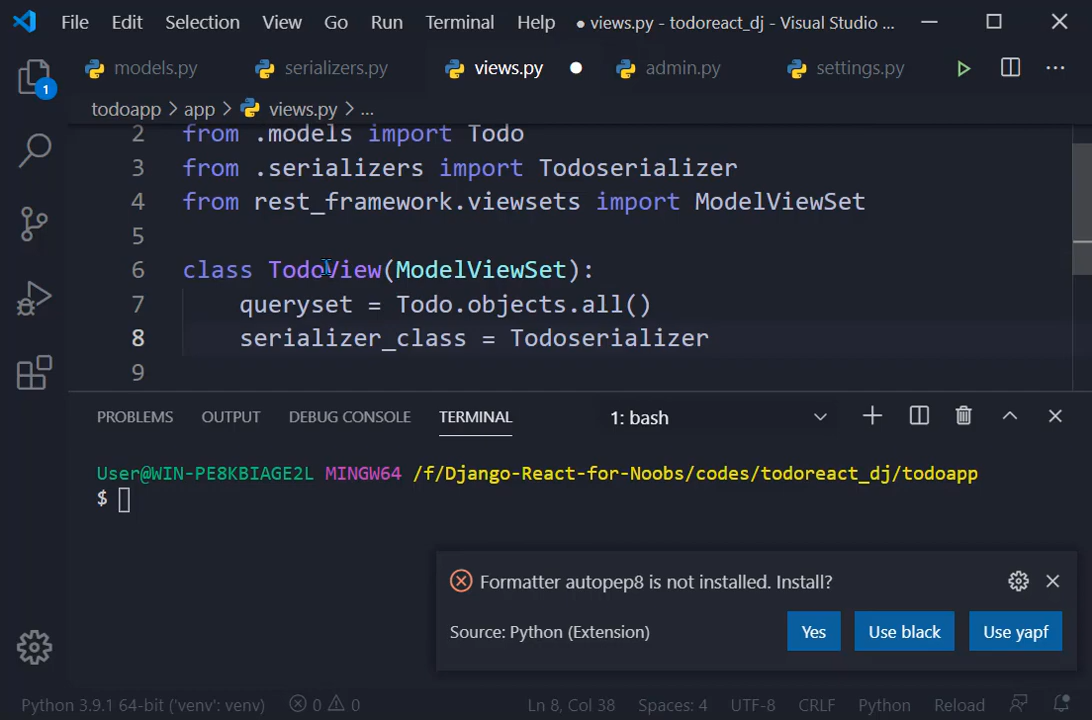 File Edit Selection View Go Run Terminal Help ● views.py - todoreact_dj - Visual Studio ...
models.py serializers.py views.py ● admin.py settings.py ...
1
todoapp > app > views.py > ...
2 from .models import Todo
3 from .serializers import Todoserializer
4 from rest_framework.viewsets import ModelViewSet
5
6 class TodoView(ModelViewSet):
7 queryset = Todo.objects.all()
8 serializer_class = Todoserializer
9
PROBLEMS OUTPUT DEBUG CONSOLE TERMINAL 1: bash
User@WIN-PE8KBIAGE2L MINGW64 /f/Django-React-for-Noobs/codes/todoreact_dj/todoapp
$
Formatter autopep8 is not installed. Install?
Source: Python (Extension) Yes Use black Use yapf
Python 3.9.1 64-bit ('venv': venv) 0 0 Ln 8, Col 38 Spaces: 4 UTF-8 CRLF Python Reload